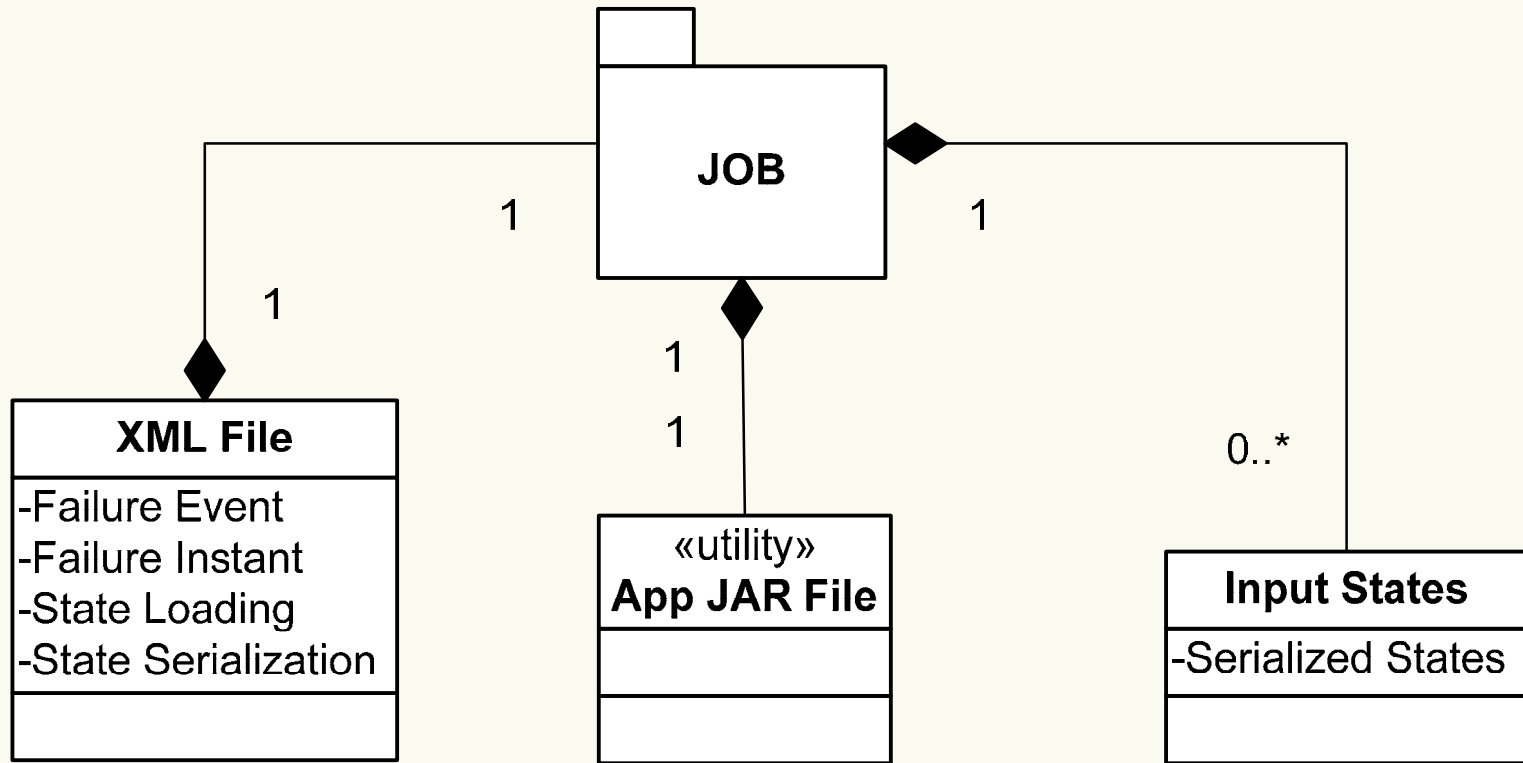 JOB
1
1
1
1
1
0..*
XML File
-Failure Event
-Failure Instant
-State Loading
-State Serialization
«utility»
App JAR File
Input States
-Serialized States